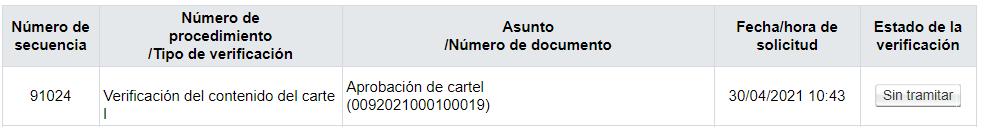 Número de
secuencia
Número de
procedimiento
/Tipo de verificación
Asunto
/Número de documento
Fecha/hora de
solicitud
Estado de la
verificación
91024
Verificación del contenido del carte
l
Aprobación de cartel
(0092021000100019)
30/04/2021 10:43
Sin tramitar